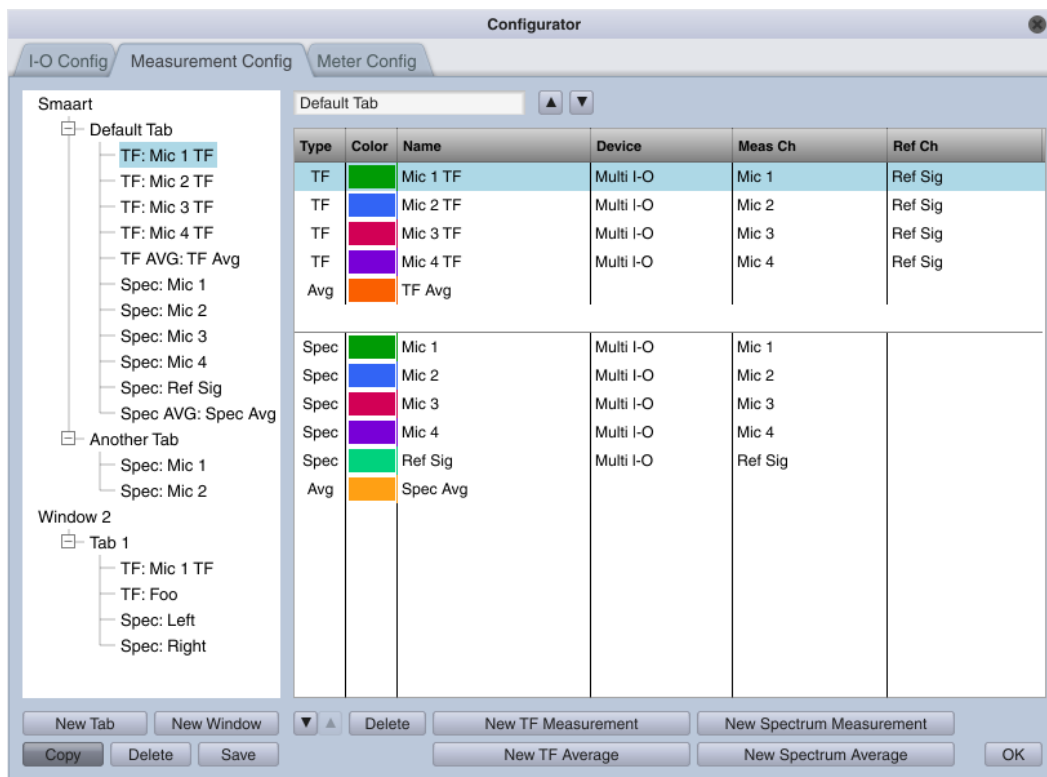 Configurator
I-O Config Measurement Config Meter Config
Smaart
Default Tab
TF: Mic 1 TF
TF: Mic 2 TF
TF: Mic 3 TF
TF: Mic 4 TF
TF AVG: TF Avg
Spec: Mic 1
Spec: Mic 2
Spec: Mic 3
Spec: Mic 4
Spec: Ref Sig
Spec AVG: Spec Avg
Another Tab
Spec: Mic 1
Spec: Mic 2
Window 2
Tab 1
TF: Mic 1 TF
TF: Foo
Spec: Left
Spec: Right
New Tab New Window
Copy Delete Save
Default Tab ▲ ▼
Type Color Name Device Meas Ch Ref Ch
TF Mic 1 TF Multi I-O Mic 1 Ref Sig
TF Mic 2 TF Multi I-O Mic 2 Ref Sig
TF Mic 3 TF Multi I-O Mic 3 Ref Sig
TF Mic 4 TF Multi I-O Mic 4 Ref Sig
Avg TF Avg
Spec Mic 1 Multi I-O Mic 1
Spec Mic 2 Multi I-O Mic 2
Spec Mic 3 Multi I-O Mic 3
Spec Mic 4 Multi I-O Mic 4
Spec Ref Sig Multi I-O Ref Sig
Avg Spec Avg
▼ ▲ Delete New TF Measurement New Spectrum Measurement
New TF Average New Spectrum Average OK